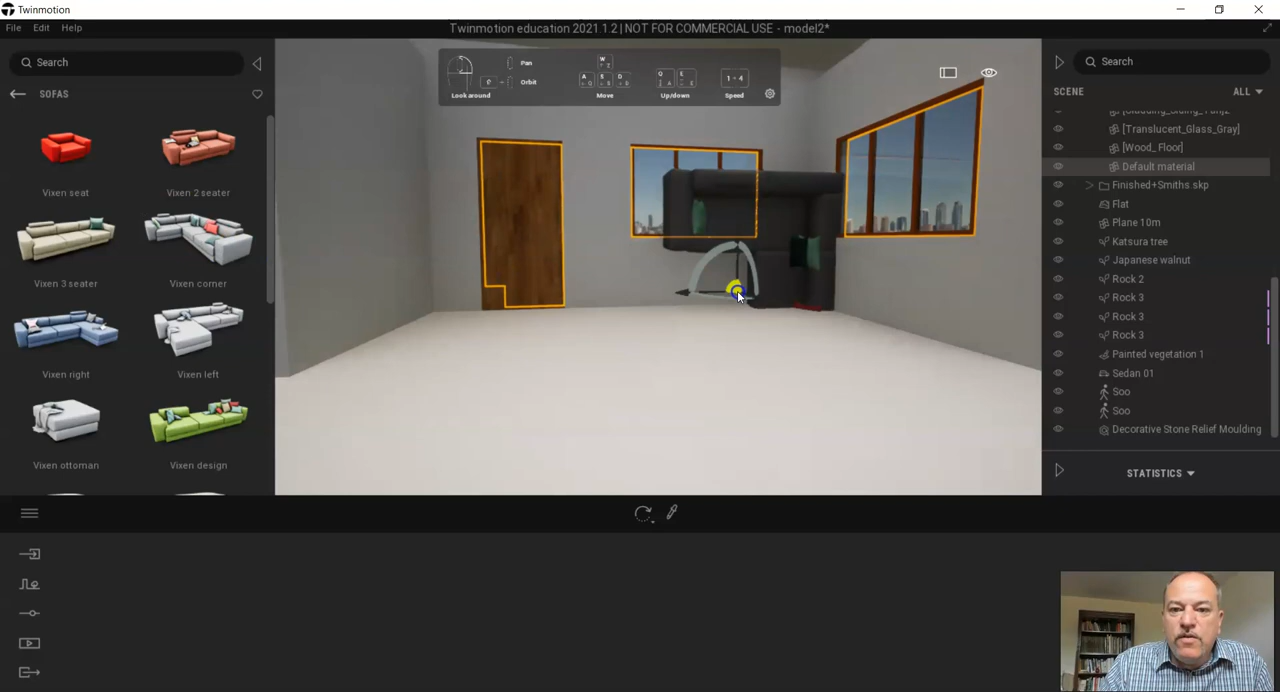 Twinmotion
File Edit Help
Twinmotion education 2021.1.2 | NOT FOR COMMERCIAL USE - model2*
Search
SOFAS
Vixen seat
Vixen 2 seater
Vixen 3 seater
Vixen corner
Vixen right
Vixen left
Vixen ottoman
Vixen design
Pan
Orbit
Look around
Move
Up/down
1 - 4
Speed
W
A
S
D
Q
E
Search
SCENE
ALL
[Translucent_Glass_Gray]
[Wood_ Floor]
Default material
Finished+Smiths.skp
Flat
Plane 10m
Katsura tree
Japanese walnut
Rock 2
Rock 3
Rock 3
Rock 3
Painted vegetation 1
Sedan 01
Soo
Soo
Decorative Stone Relief Moulding
STATISTICS